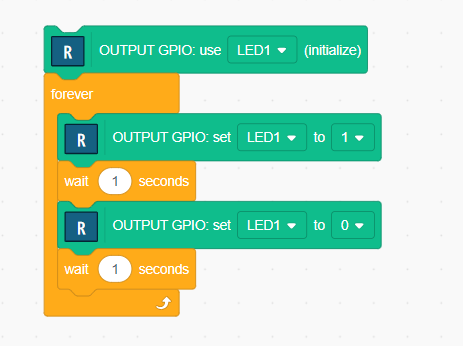 R OUTPUT GPIO: use LED1 (initialize)
forever
R OUTPUT GPIO: set LED1 to 1
wait 1 seconds
R OUTPUT GPIO: set LED1 to 0
wait 1 seconds